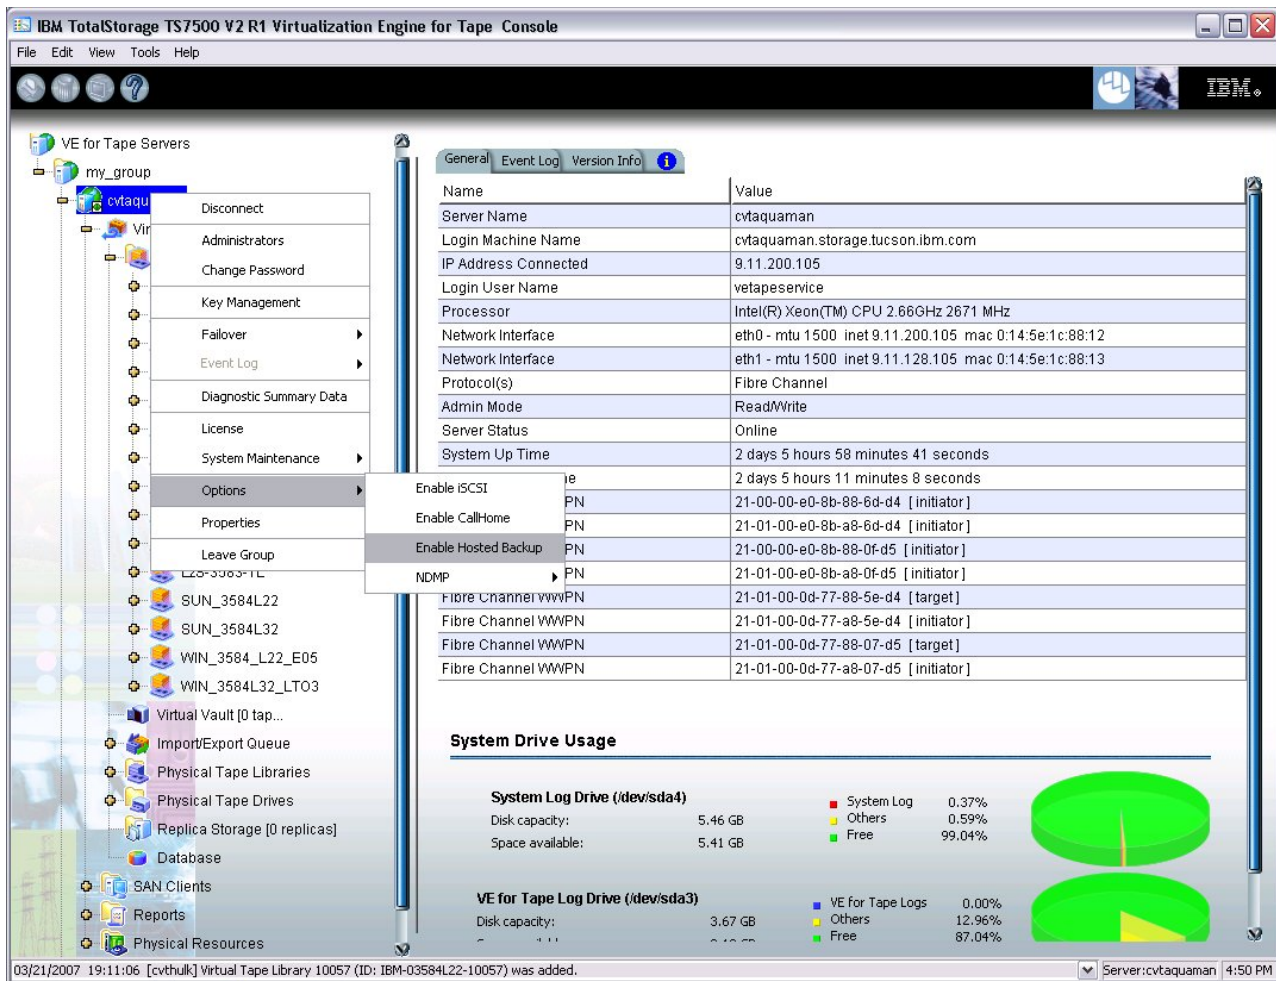 IBM TotalStorage TS7500 V2 R1 Virtualization Engine for Tape Console
File Edit View Tools Help
IBM
VE for Tape Servers
my_group
cvtaqu
Vir
Disconnect
Administrators
Change Password
Key Management
Failover
Event Log
Diagnostic Summary Data
License
System Maintenance
Options
Properties
Leave Group
Enable iSCSI
Enable CallHome
Enable Hosted Backup
NDMP
SUN_3584L22
SUN_3584L32
WIN_3584_L22_E05
WIN_3584L32_LTO3
Virtual Vault [0 tap...
Import/Export Queue
Physical Tape Libraries
Physical Tape Drives
Replica Storage [0 replicas]
Database
SAN Clients
Reports
Physical Resources
General Event Log Version Info
Name Value
Server Name cvtaquaman
Login Machine Name cvtaquaman.storage.tucson.ibm.com
IP Address Connected 9.11.200.105
Login User Name vetapeservice
Processor Intel(R) Xeon(TM) CPU 2.66GHz 2671 MHz
Network Interface eth0 - mtu 1500 inet 9.11.200.105 mac 0:14:5e:1c:88:12
Network Interface eth1 - mtu 1500 inet 9.11.128.105 mac 0:14:5e:1c:88:13
Protocol(s) Fibre Channel
Admin Mode Read/Write
Server Status Online
System Up Time 2 days 5 hours 58 minutes 41 seconds
e 2 days 5 hours 11 minutes 8 seconds
PN 21-00-00-e0-8b-88-6d-d4 [initiator]
PN 21-01-00-e0-8b-a8-6d-d4 [initiator]
PN 21-00-00-e0-8b-88-0f-d5 [initiator]
PN 21-01-00-e0-8b-a8-0f-d5 [initiator]
Fibre Channel WWPN 21-01-00-0d-77-88-5e-d4 [target]
Fibre Channel WWPN 21-01-00-0d-77-a8-5e-d4 [initiator]
Fibre Channel WWPN 21-01-00-0d-77-88-07-d5 [target]
Fibre Channel WWPN 21-01-00-0d-77-a8-07-d5 [initiator]
System Drive Usage
System Log Drive (/dev/sda4)
Disk capacity: 5.46 GB
Space available: 5.41 GB
System Log 0.37%
Others 0.59%
Free 99.04%
VE for Tape Log Drive (/dev/sda3)
Disk capacity: 3.67 GB
VE for Tape Logs 0.00%
Others 12.96%
Free 87.04%
03/21/2007 19:11:06 [cvthulk] Virtual Tape Library 10057 (ID: IBM-03584L22-10057) was added.
Server:cvtaquaman 4:50 PM